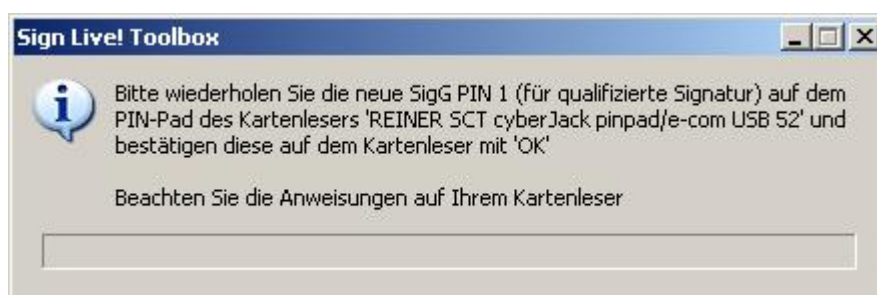 Sign Live! Toolbox
Bitte wiederholen Sie die neue SigG PIN 1 (für qualifizierte Signatur) auf dem
PIN-Pad des Kartenlesers 'REINER SCT cyberJack pinpad/e-com USB 52' und
bestätigen diese auf dem Kartenleser mit 'OK'
Beachten Sie die Anweisungen auf Ihrem Kartenleser